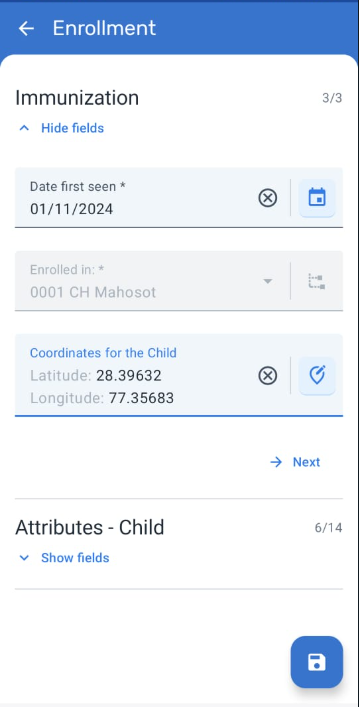 Enrollment
Immunization
3/3
Hide fields
Date first seen *
01/11/2024
Enrolled in: *
0001 CH Mahosot
Coordinates for the Child
Latitude: 28.39632
Longitude: 77.35683
Next
Attributes - Child
6/14
Show fields